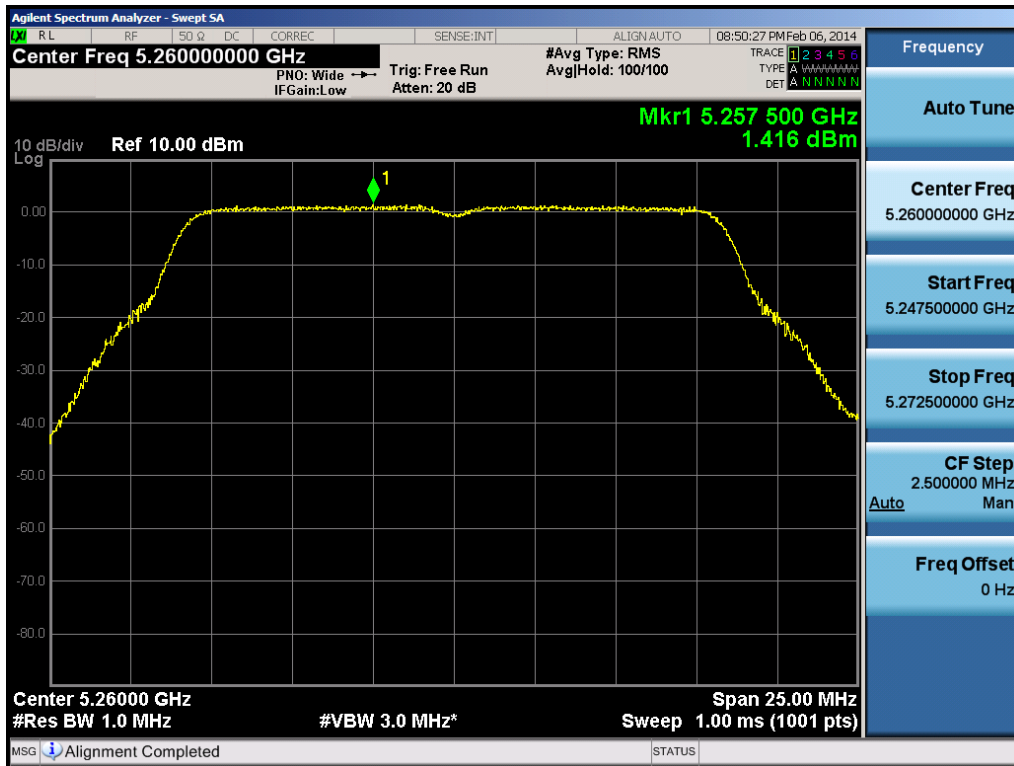 Agilent Spectrum Analyzer - Swept SA
LXI RL RF 50 Ω DC CORREC SENSE:INT ALIGN AUTO 08:50:27 PM Feb 06, 2014
Center Freq 5.260000000 GHz
PNO: Wide
IFGain:Low
Trig: Free Run
Atten: 20 dB
#Avg Type: RMS
Avg|Hold: 100/100
TRACE 1 2 3 4 5 6
TYPE A WWWWW
DET A N N N N N
Mkr1 5.257 500 GHz
1.416 dBm
10 dB/div Ref 10.00 dBm
Log
1
0.00
-10.0
-20.0
-30.0
-40.0
-50.0
-60.0
-70.0
-80.0
Center 5.26000 GHz Span 25.00 MHz
#Res BW 1.0 MHz #VBW 3.0 MHz* Sweep 1.00 ms (1001 pts)
MSG Alignment Completed STATUS
Frequency
Auto Tune
Center Freq
5.260000000 GHz
Start Freq
5.247500000 GHz
Stop Freq
5.272500000 GHz
CF Step
2.500000 MHz
Auto Man
Freq Offset
0 Hz